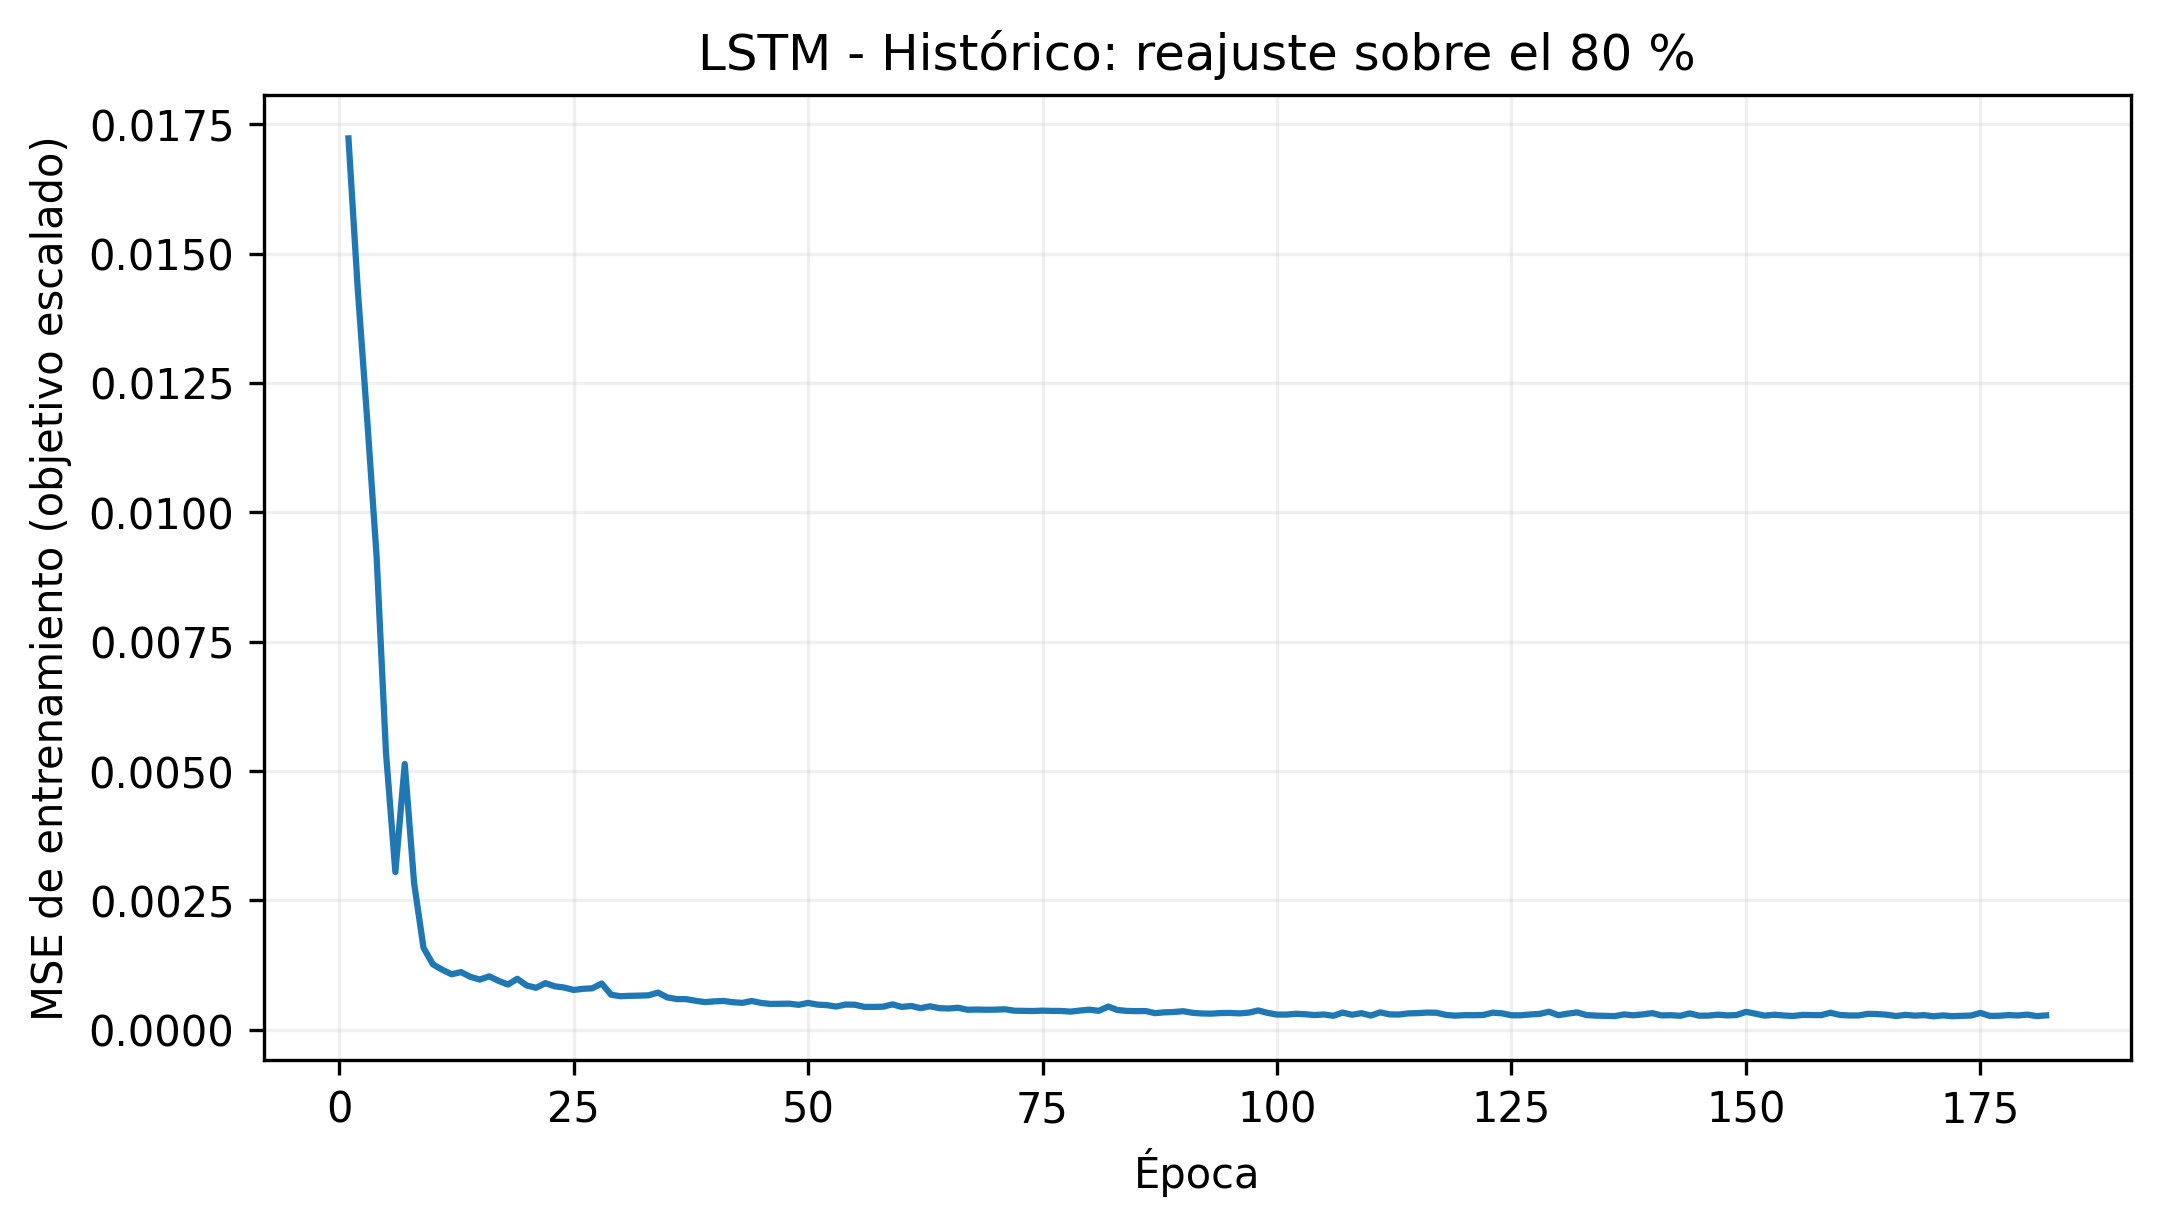 LSTM - Histórico: reajuste sobre el 80 %
MSE de entrenamiento (objetivo escalado)
0.0175
0.0150
0.0125
0.0100
0.0075
0.0050
0.0025
0.0000
0 25 50 75 100 125 150 175
Época